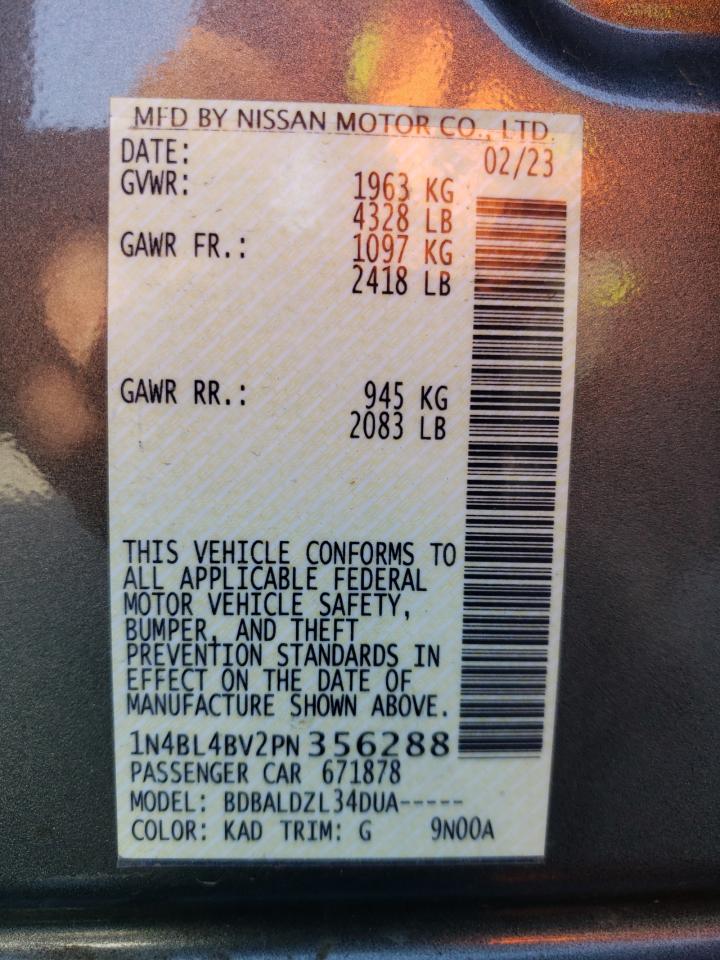 MFD BY NISSAN MOTOR CO., LTD.
DATE: 02/23
GVWR: 1963 KG
4328 LB
GAWR FR.: 1097 KG
2418 LB
GAWR RR.: 945 KG
2083 LB
THIS VEHICLE CONFORMS TO
ALL APPLICABLE FEDERAL
MOTOR VEHICLE SAFETY,
BUMPER, AND THEFT
PREVENTION STANDARDS IN
EFFECT ON THE DATE OF
MANUFACTURE SHOWN ABOVE.
1N4BL4BV2PN356288
PASSENGER CAR 671878
MODEL: BDBALDZL34DUA-----
COLOR: KAD TRIM: G 9N00A